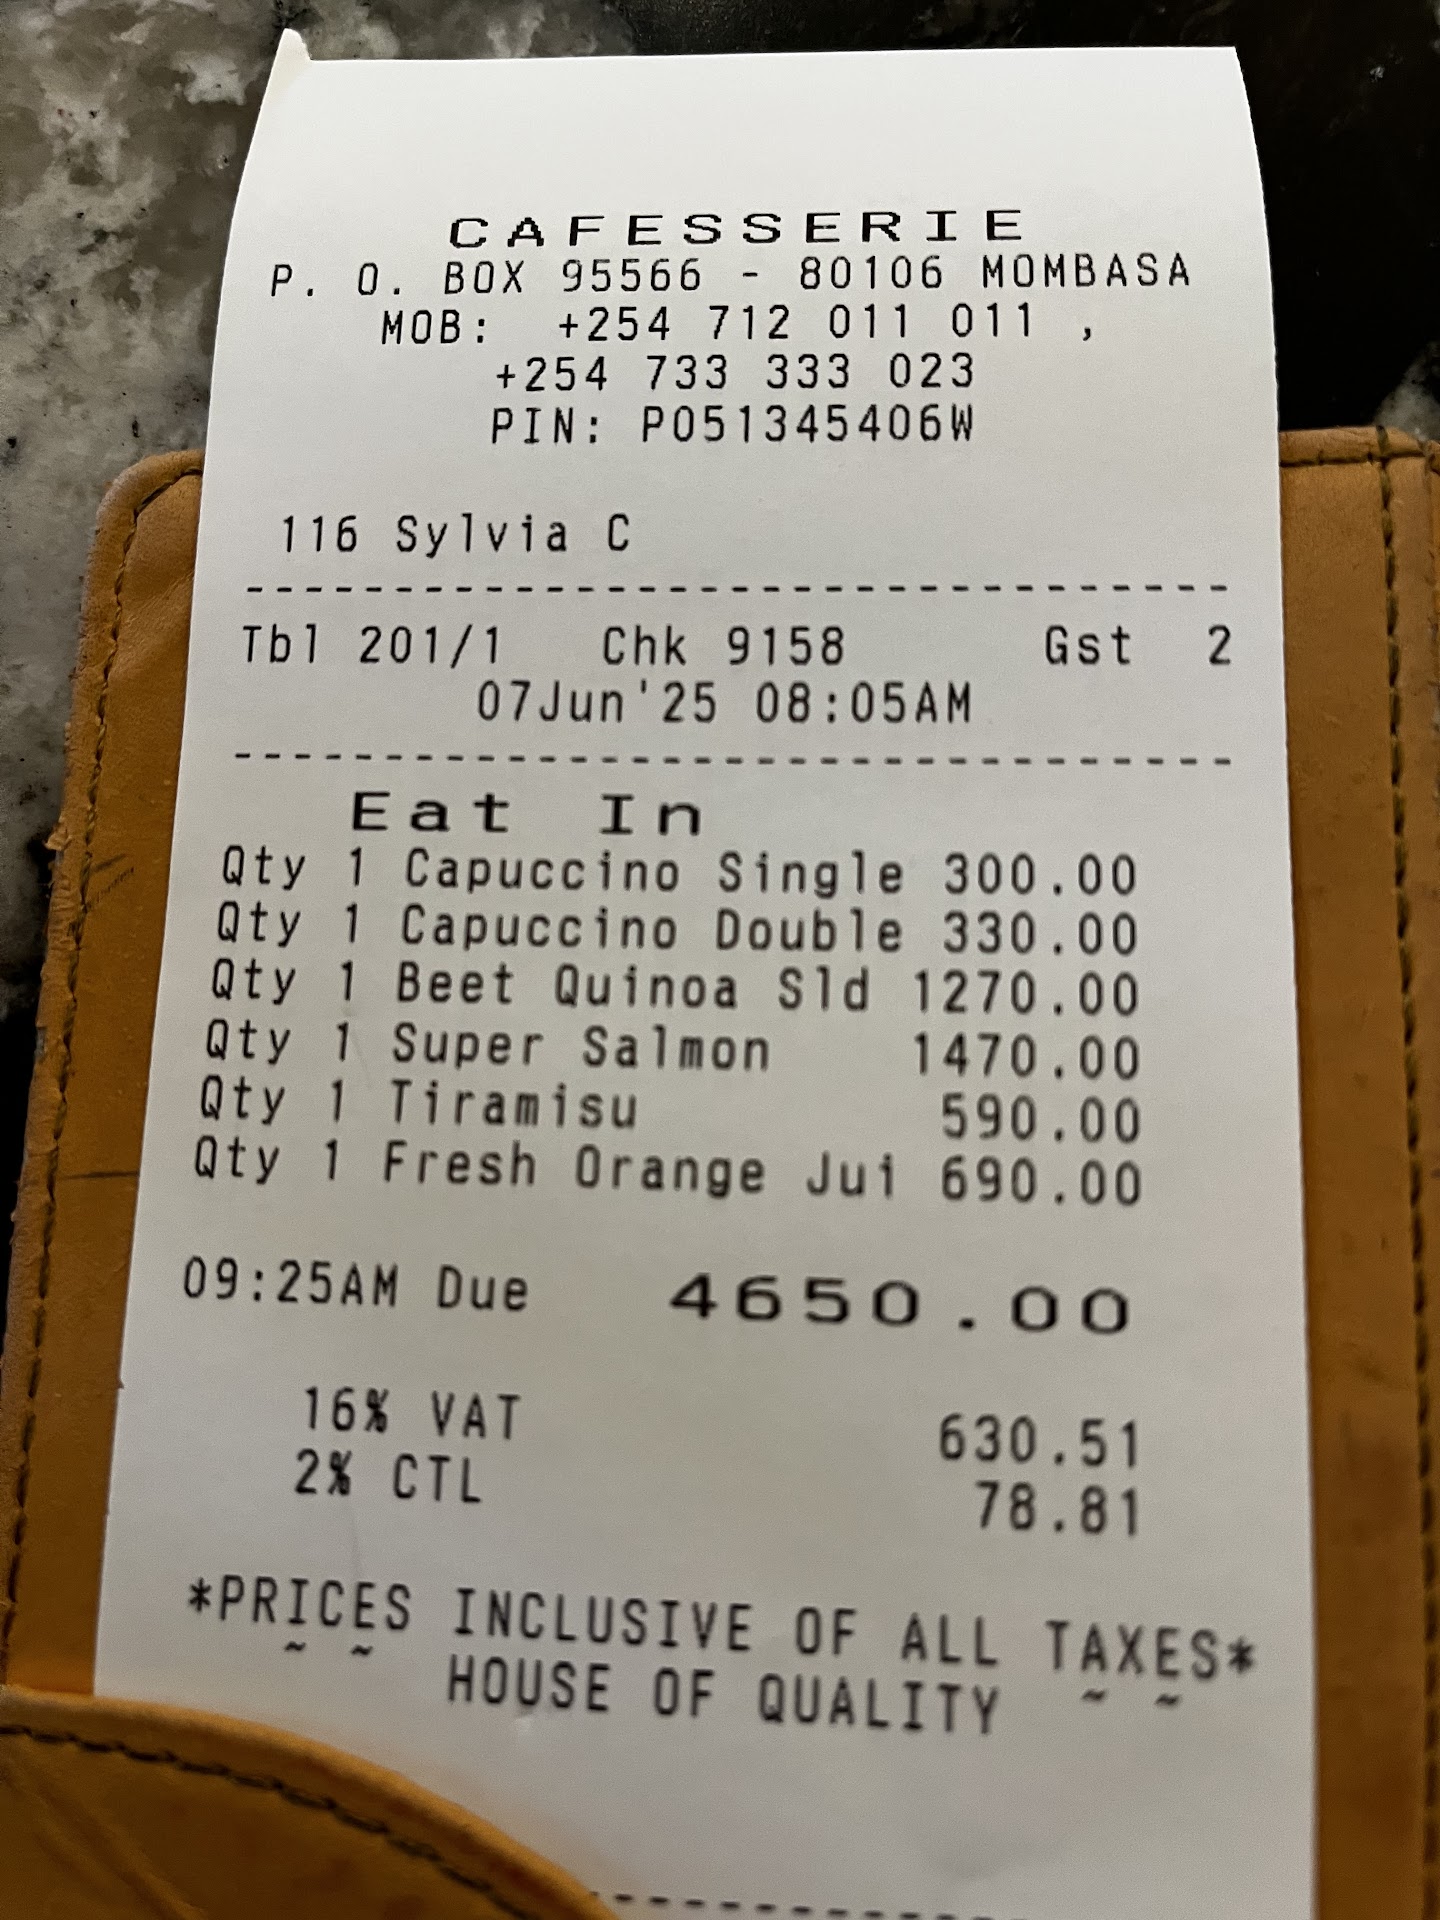 CAFESSERIE
P. O. BOX 95566 - 80106 MOMBASA
MOB: +254 712 011 011 ,
+254 733 333 023
PIN: P051345406W
116 Sylvia C
--------------------------------
Tbl 201/1 Chk 9158 Gst 2
07Jun'25 08:05AM
--------------------------------
Eat In
Qty 1 Capuccino Single 300.00
Qty 1 Capuccino Double 330.00
Qty 1 Beet Quinoa Sld 1270.00
Qty 1 Super Salmon 1470.00
Qty 1 Tiramisu 590.00
Qty 1 Fresh Orange Jui 690.00
09:25AM Due 4650.00
16% VAT 630.51
2% CTL 78.81
*PRICES INCLUSIVE OF ALL TAXES*
~ ~ HOUSE OF QUALITY ~ ~